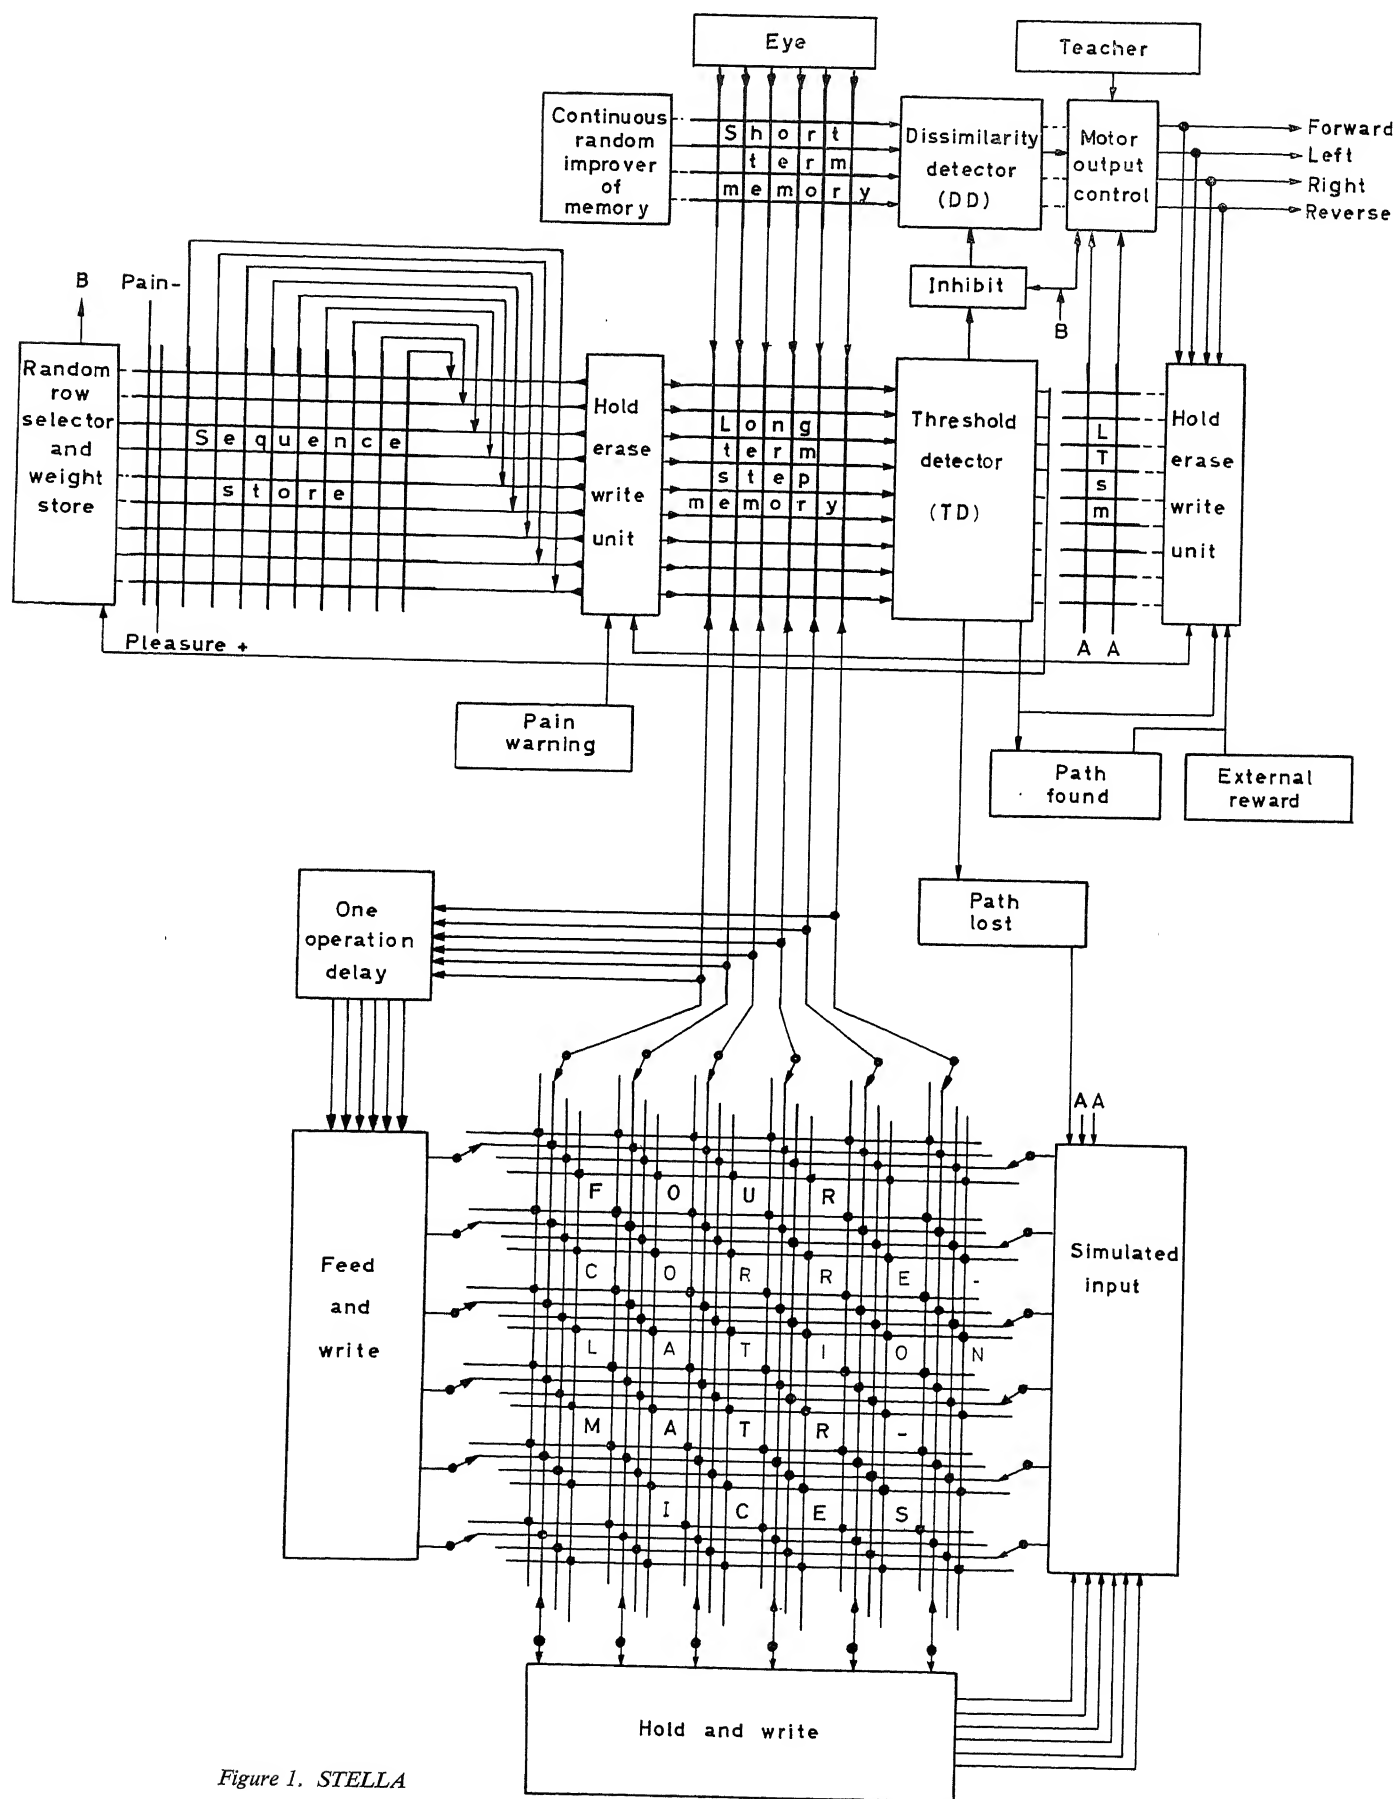 Eye
Teacher
Continuous
random
improver
of
memory
Short
term
memory
Dissimilarity
detector
(DD)
Motor
output
control
Forward
Left
Right
Reverse
Inhibit
B
B
Pain-
Random
row
selector
and
weight
store
Sequence
store
Hold
erase
write
unit
Long
term
step
memory
Threshold
detector
(TD)
L
T
s
m
Hold
erase
write
unit
Pleasure +
A A
Pain
warning
Path
found
External
reward
One
operation
delay
Path
lost
A A
Feed
and
write
FOUR
CORRE-
LATION
MATR-
ICES
Simulated
input
Hold and write
Figure 1. STELLA